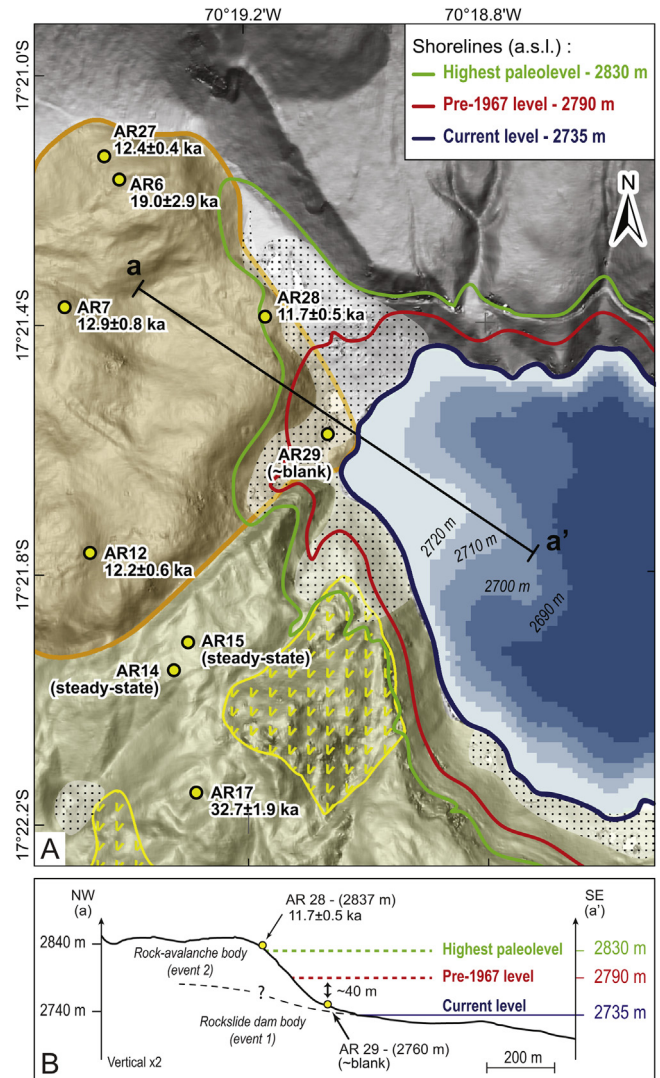 70°19.2'W
70°18.8'W
Shorelines (a.s.l.) :
Highest paleolevel - 2830 m
Pre-1967 level - 2790 m
Current level - 2735 m
17°21.0'S
AR27
12.4±0.4 ka
AR6
19.0±2.9 ka
N
a
AR7
12.9±0.8 ka
AR28
11.7±0.5 ka
17°21.4'S
AR29
(~blank)
a'
2720 m
2710 m
2700 m
2690 m
AR12
12.2±0.6 ka
17°21.8'S
AR15
(steady-state)
AR14
(steady-state)
AR17
32.7±1.9 ka
17°22.2'S
A
NW
(a)
AR 28 - (2837 m)
11.7±0.5 ka
SE
(a')
2840 m
Rock-avalanche body
(event 2)
Highest paleolevel
2830 m
Pre-1967 level
2790 m
?
~40 m
2740 m
Rockslide dam body
(event 1)
Current level
2735 m
AR 29 - (2760 m)
(~blank)
B
Vertical x2
200 m